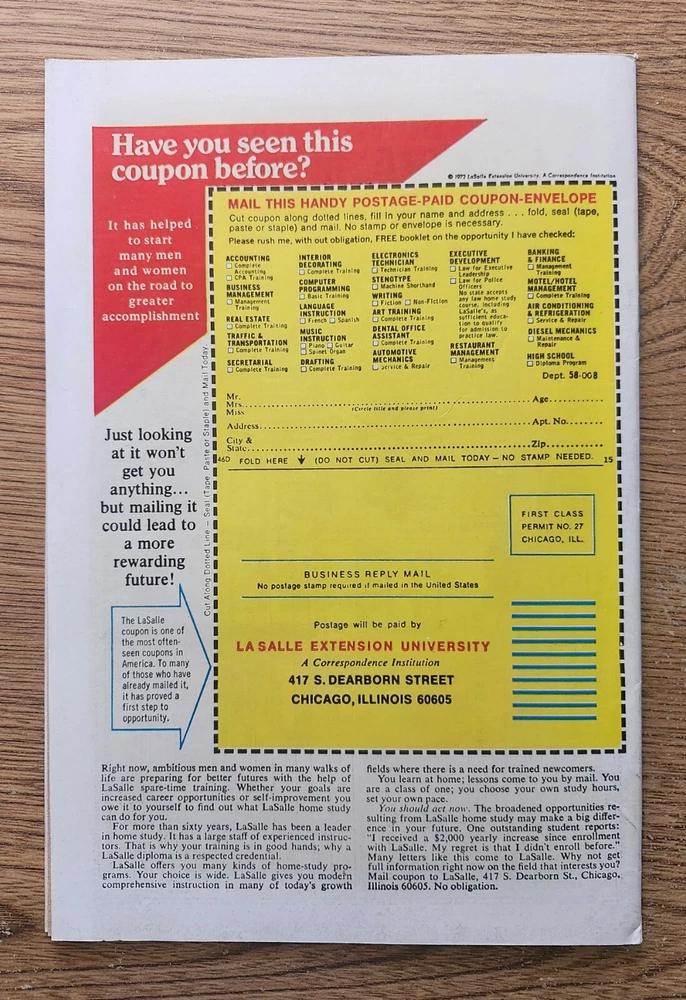 Have you seen this
coupon before?
© 1973 LaSalle Extension University, A Correspondence Institution
It has helped
to start
many men
and women
on the road to
greater
accomplishment
Just looking
at it won't
get you
anything...
but mailing it
could lead to
a more
rewarding
future!
The LaSalle
coupon is one of
the most often-
seen coupons in
America. To many
of those who have
already mailed it,
it has proved a
first step to
opportunity.
Cut Along Dotted Line — Seal (Tape, Paste or Staple) and Mail Today.
MAIL THIS HANDY POSTAGE-PAID COUPON-ENVELOPE
Cut coupon along dotted lines, fill in your name and address . . . fold, seal (tape,
paste or staple) and mail. No stamp or envelope is necessary.
Please rush me, with out obligation, FREE booklet on the opportunity I have checked:
ACCOUNTING
☐ Complete
Accounting
☐ CPA Training
BUSINESS
MANAGEMENT
☐ Management
Training
REAL ESTATE
☐ Complete Training
TRAFFIC &
TRANSPORTATION
☐ Complete Training
SECRETARIAL
☐ Complete Training
INTERIOR
DECORATING
☐ Complete Training
COMPUTER
PROGRAMMING
☐ Basic Training
LANGUAGE
INSTRUCTION
☐ French ☐ Spanish
MUSIC
INSTRUCTION
☐ Piano ☐ Guitar
☐ Spinet Organ
DRAFTING
☐ Complete Training
ELECTRONICS
TECHNICIAN
☐ Technician Training
STENOTYPE
☐ Machine Shorthand
WRITING
☐ Fiction ☐ Non-Fiction
ART TRAINING
☐ Complete Training
DENTAL OFFICE
ASSISTANT
☐ Complete Training
AUTOMOTIVE
MECHANICS
☐ Service & Repair
EXECUTIVE
DEVELOPMENT
☐ Law for Executive
Leadership
☐ Law for Police
Officers
No state accepts
any law home study
course, including
LaSalle's, as
sufficient educa-
tion to qualify
for admission to
practice law.
RESTAURANT
MANAGEMENT
☐ Management
Training
BANKING
& FINANCE
☐ Management
Training
MOTEL/HOTEL
MANAGEMENT
☐ Complete Training
AIR CONDITIONING
& REFRIGERATION
☐ Service & Repair
DIESEL MECHANICS
☐ Maintenance &
Repair
HIGH SCHOOL
☐ Diploma Program
Dept. 58-008
Mr.
Mrs. Age
Miss (Circle title and please print)
Address Apt. No.
City &
State Zip
46D FOLD HERE ↓ (DO NOT CUT) SEAL AND MAIL TODAY – NO STAMP NEEDED. 15
FIRST CLASS
PERMIT NO. 27
CHICAGO, ILL.
BUSINESS REPLY MAIL
No postage stamp required if mailed in the United States
Postage will be paid by
LA SALLE EXTENSION UNIVERSITY
A Correspondence Institution
417 S. DEARBORN STREET
CHICAGO, ILLINOIS 60605
Right now, ambitious men and women in many walks of
life are preparing for better futures with the help of
LaSalle spare-time training. Whether your goals are
increased career opportunities or self-improvement you
owe it to yourself to find out what LaSalle home study
can do for you.
For more than sixty years, LaSalle has been a leader
in home study. It has a large staff of experienced instruc-
tors. That is why your training is in good hands; why a
LaSalle diploma is a respected credential.
LaSalle offers you many kinds of home-study pro-
grams. Your choice is wide. LaSalle gives you modern
comprehensive instruction in many of today's growth
fields where there is a need for trained newcomers.
You learn at home; lessons come to you by mail. You
are a class of one; you choose your own study hours,
set your own pace.
You should act now. The broadened opportunities re-
sulting from LaSalle home study may make a big differ-
ence in your future. One outstanding student reports:
"I received a $2,000 yearly increase since enrollment
with LaSalle. My regret is that I didn't enroll before."
Many letters like this come to LaSalle. Why not get
full information right now on the field that interests you?
Mail coupon to LaSalle, 417 S. Dearborn St., Chicago,
Illinois 60605. No obligation.